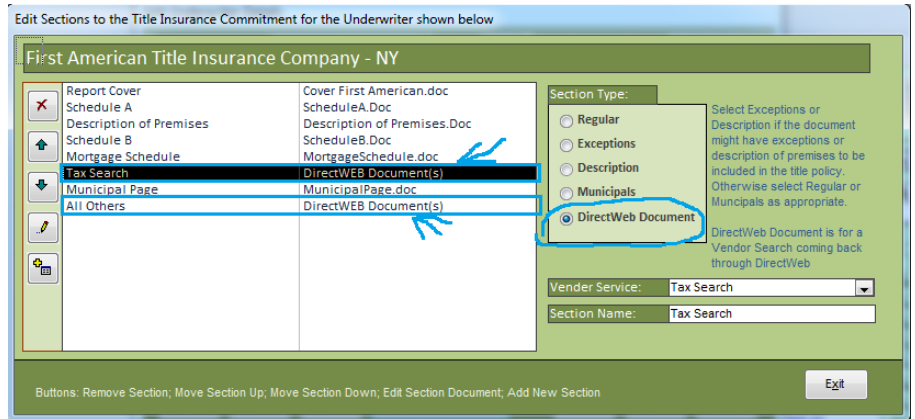 Edit Sections to the Title Insurance Commitment for the Underwriter shown below
First American Title Insurance Company - NY
Report Cover Cover First American.doc
Schedule A ScheduleA.Doc
Description of Premises Description of Premises.Doc
Schedule B ScheduleB.Doc
Mortgage Schedule MortgageSchedule.doc
Tax Search DirectWEB Document(s)
Municipal Page MunicipalPage.doc
All Others DirectWEB Document(s)
Section Type:
Regular
Exceptions
Description
Municipals
DirectWeb Document
Select Exceptions or
Description if the document
might have exceptions or
description of premises to be
included in the title policy.
Otherwise select Regular or
Muncipals as appropriate.
DirectWeb Document is for a
Vendor Search coming back
through DirectWeb
Vender Service: Tax Search
Section Name: Tax Search
Buttons: Remove Section; Move Section Up; Move Section Down; Edit Section Document; Add New Section
Exit